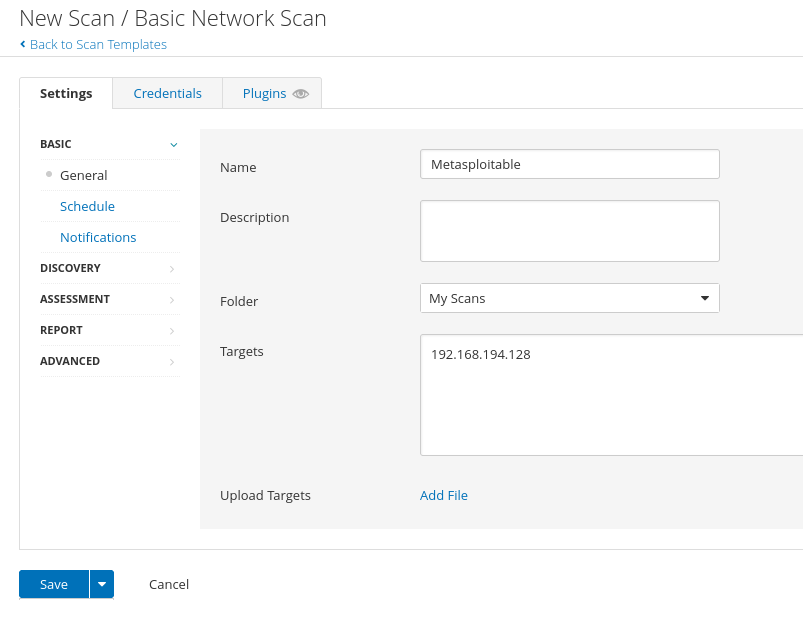 New Scan / Basic Network Scan
Back to Scan Templates
Settings
Credentials
Plugins
BASIC
General
Schedule
Notifications
DISCOVERY
ASSESSMENT
REPORT
ADVANCED
Name
Metasploitable
Description
Folder
My Scans
Targets
192.168.194.128
Upload Targets
Add File
Save
Cancel